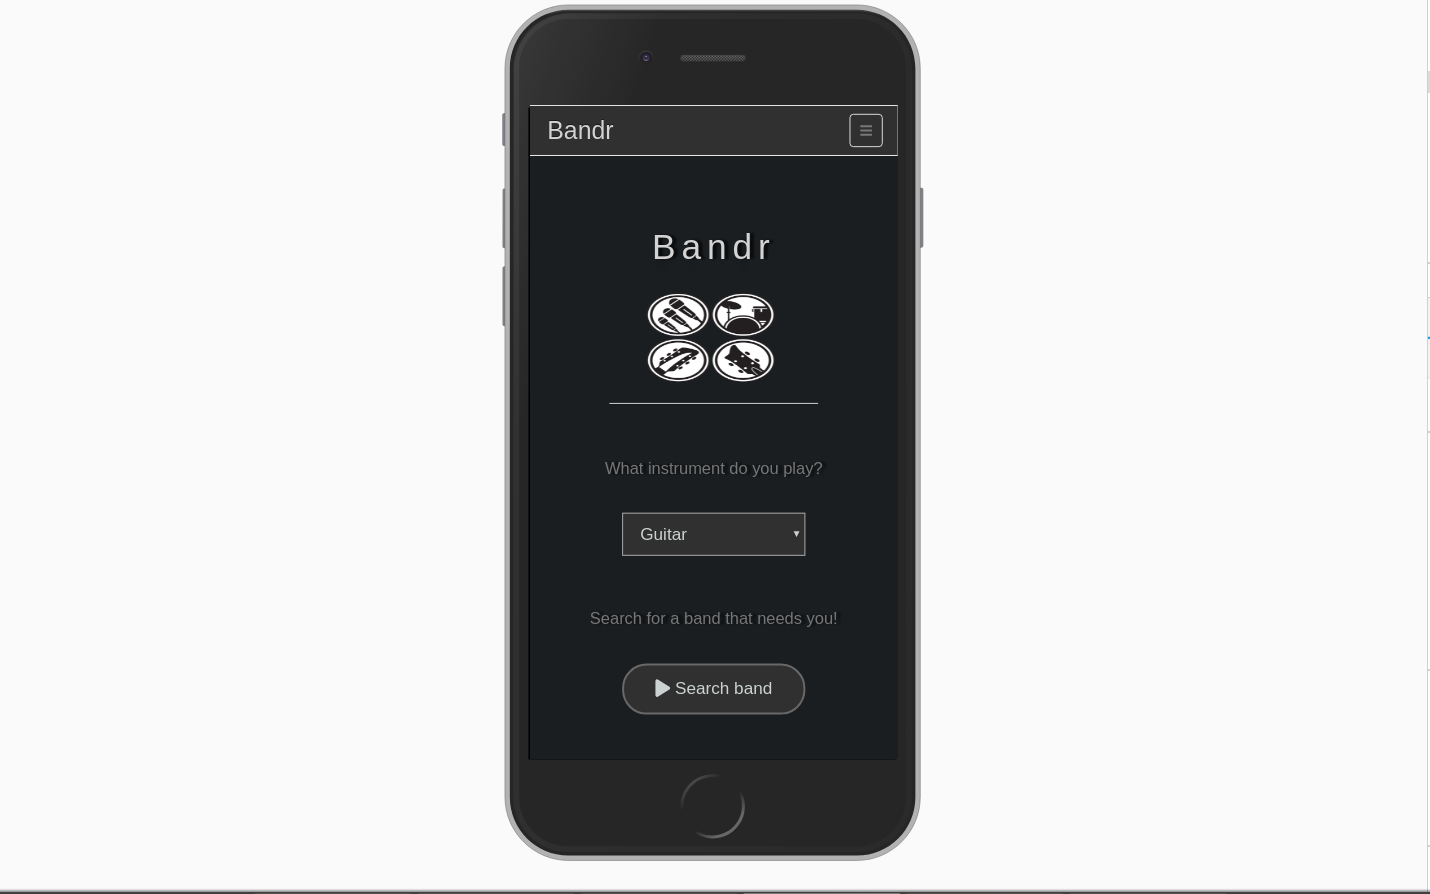 Bandr
Bandr
What instrument do you play?
Guitar
Search for a band that needs you!
Search band